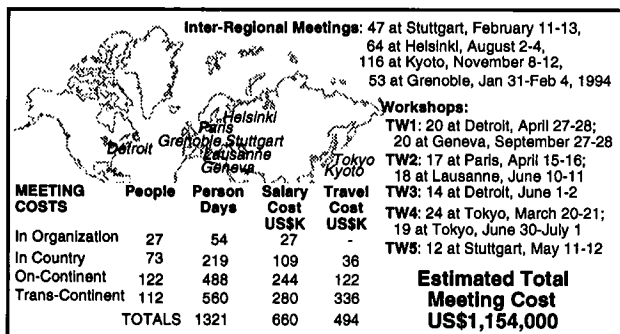 Inter-Regional Meetings: 47 at Stuttgart, February 11-13,
64 at Helsinki, August 2-4,
116 at Kyoto, November 8-12,
53 at Grenoble, Jan 31-Feb 4, 1994
Workshops:
TW1: 20 at Detroit, April 27-28;
20 at Geneva, September 27-28
TW2: 17 at Paris, April 15-16;
18 at Lausanne, June 10-11
TW3: 14 at Detroit, June 1-2
TW4: 24 at Tokyo, March 20-21;
19 at Tokyo, June 30-July 1
TW5: 12 at Stuttgart, May 11-12
Helsinki
Paris
Grenoble Stuttgart
Detroit
Lausanne
Geneva
Tokyo
Kyoto
MEETING COSTS People Person Days Salary Cost US$K Travel Cost US$K
In Organization 27 54 27 -
In Country 73 219 109 36
On-Continent 122 488 244 122
Trans-Continent 112 560 280 336
TOTALS 1321 660 494
Estimated Total
Meeting Cost
US$1,154,000